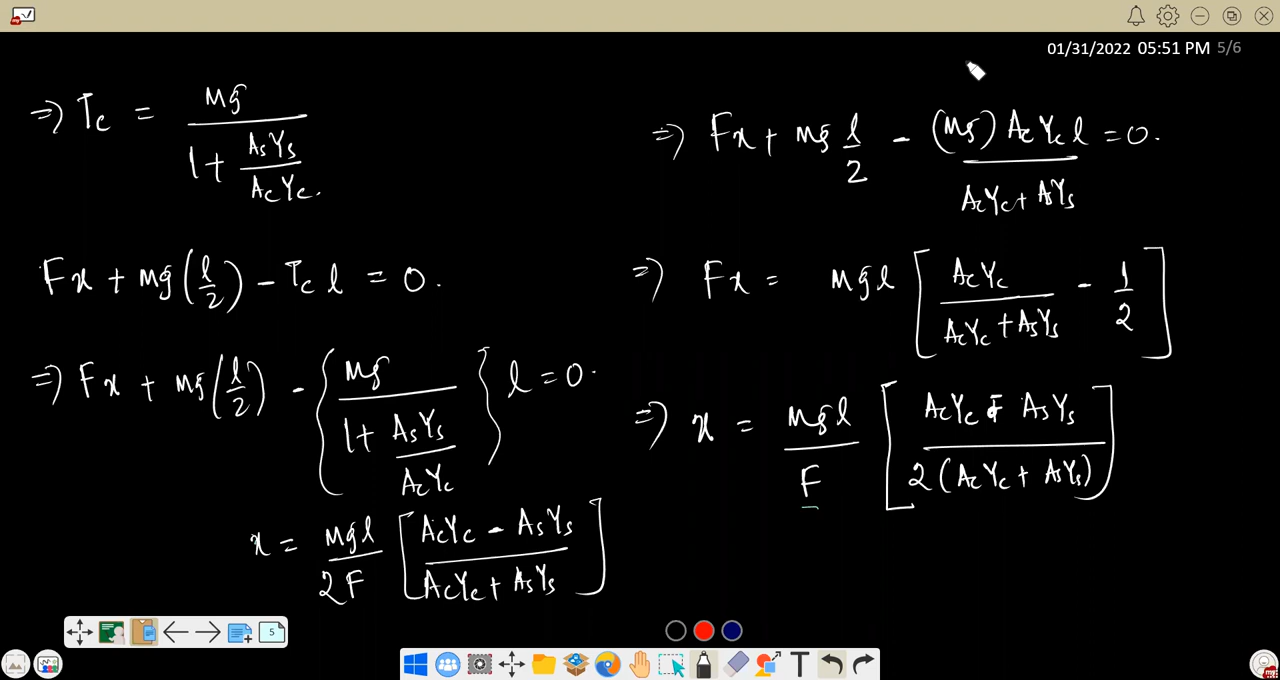 01/31/2022 05:51 PM 5/6
⇒ Tc = Mg / (1 + AsYs/AcYc.)
Fx + Mg(l/2) - Tc l = 0.
⇒ Fx + Mg(l/2) - {Mg / (1 + AsYs/AcYc)} l = 0.
x = Mgl/2F [(AcYc - AsYs)/(AcYc + AsYs)]
⇒ Fx + Mg l/2 - (Mg) AcYc l / (AcYc + AsYs) = 0.
⇒ Fx = Mgl [AcYc/(AcYc + AsYs) - 1/2]
⇒ x = Mgl/F [(AcYc AsYs)/2(AcYc + AsYs)]
5
T